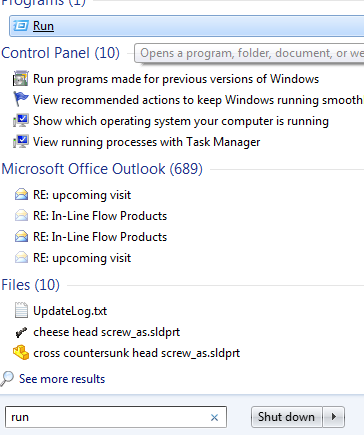 Programs (1)
Run
Control Panel (10)
Opens a program, folder, document, or we
Run programs made for previous versions of Windows
View recommended actions to keep Windows running smooth
Show which operating system your computer is running
View running processes with Task Manager
Microsoft Office Outlook (689)
RE: upcoming visit
RE: In-Line Flow Products
RE: In-Line Flow Products
RE: upcoming visit
Files (10)
UpdateLog.txt
cheese head screw_as.sldprt
cross countersunk head screw_as.sldprt
See more results
run
Shut down